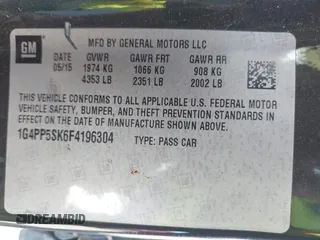 GM
MFD BY GENERAL MOTORS LLC
DATE GVWR GAWR FRT GAWR RR
05/15 1974 KG 1066 KG 908 KG
4353 LB 2351 LB 2002 LB
THIS VEHICLE CONFORMS TO ALL APPLICABLE U.S. FEDERAL MOTOR
VEHICLE SAFETY, BUMPER, AND THEFT PREVENTION STANDARDS
IN EFFECT ON THE DATE OF MANUFACTURE SHOWN ABOVE.
1G4PP5SK6F4196304 TYPE: PASS CAR
DREAMBID